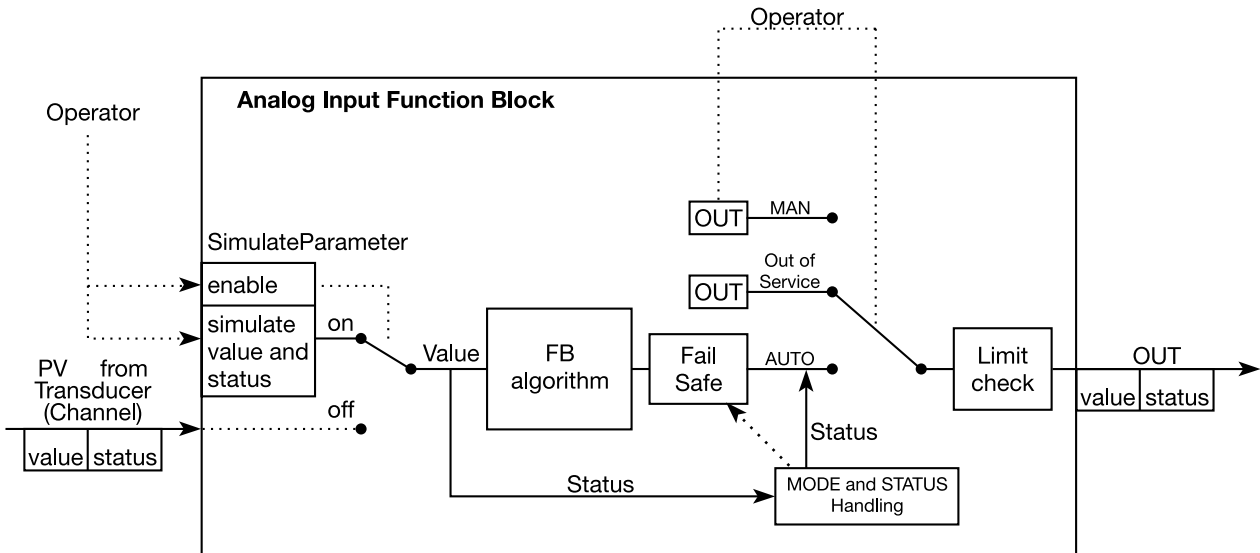 Operator
Analog Input Function Block
Operator
OUT
MAN
SimulateParameter
Out of
Service
OUT
enable
simulate
value and
status
on
Value
FB
algorithm
Fail
Safe
AUTO
Limit
check
OUT
value status
PV from
Transducer
(Channel)
off
value status
Status
Status
MODE and STATUS
Handling